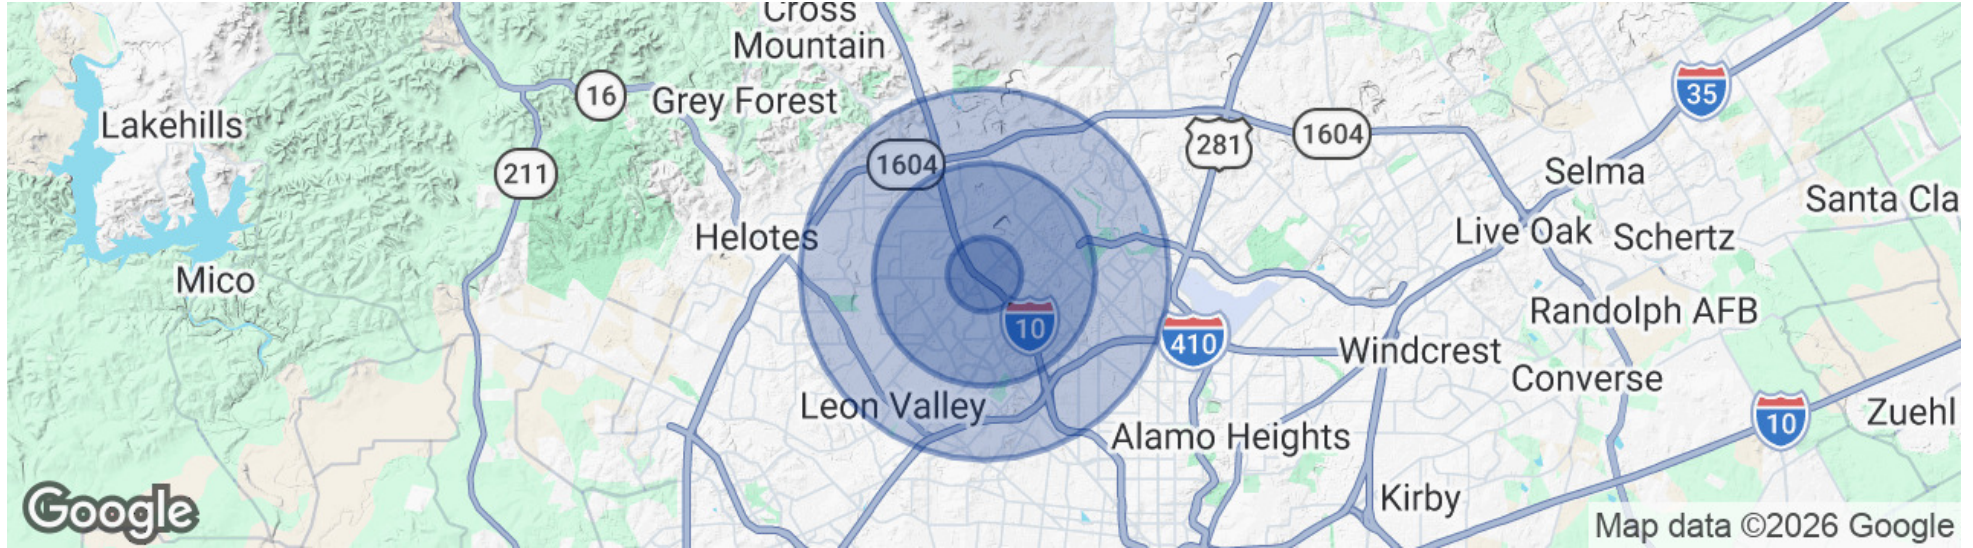 Cross
Mountain
16
Grey Forest
35
Lakehills
1604
281
1604
211
Selma
Santa Cla
Helotes
Live Oak
Schertz
Mico
Randolph AFB
10
410
Windcrest
Converse
Leon Valley
10
Zuehl
Alamo Heights
Kirby
Google
Map data ©2026 Google